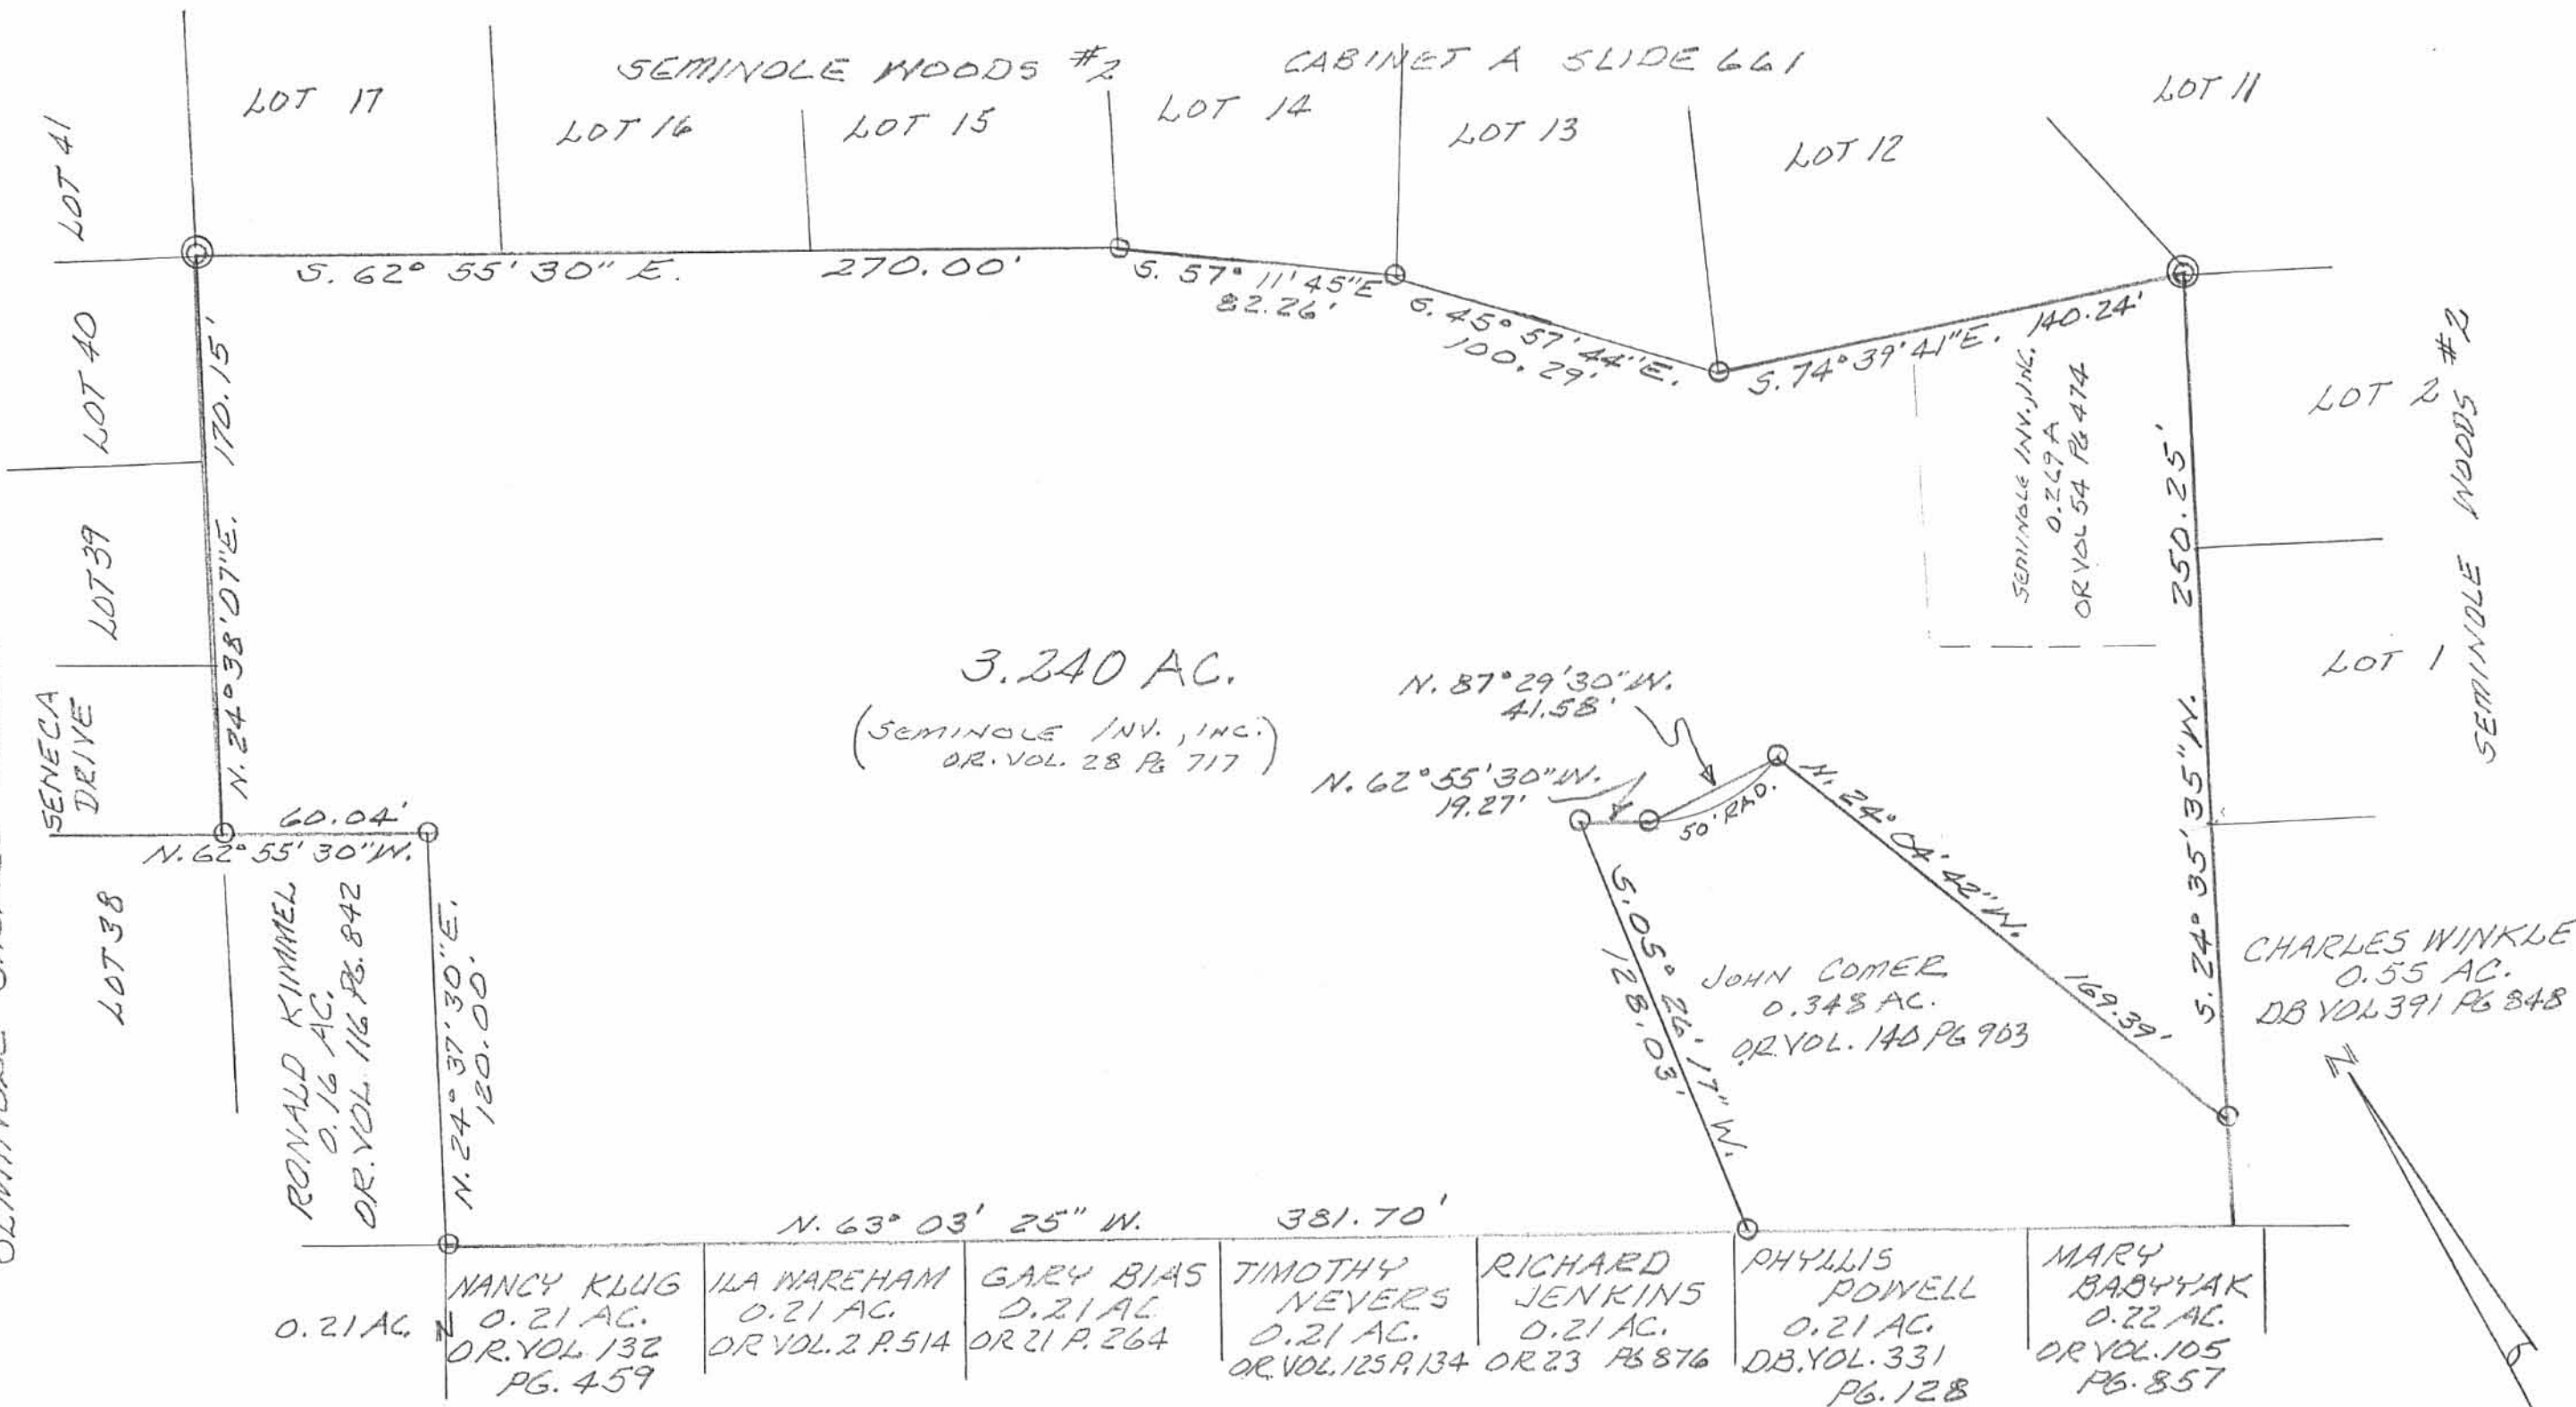 SEMINOLE WOODS #2
CABINET A SLIDE 661
LOT 17
LOT 16
LOT 15
LOT 14
LOT 13
LOT 12
LOT 11
LOT 41
LOT 40
LOT 39
SENECA
DRIVE
LOT 38
S. 62° 55' 30" E. 270.00'
S. 57° 11' 45" E
82.26'
S. 45° 57' 44" E.
100.29'
S. 74° 39' 41" E. 140.24'
N. 24° 38' 07" E. 170.15'
SEMINOLE INV., INC.
0.269 A
OR VOL 54 PG 474
S. 24° 35' 35" W. 250.25'
LOT 2
LOT 1
SEMINOLE WOODS #2
3.240 AC.
(SEMINOLE INV., INC.)
O.R. VOL. 28 PG 717
N. 87° 29' 30" W.
41.58'
N. 62° 55' 30" W.
19.27'
50' RAD.
N. 24° 04' 42" W. 169.39'
60.04'
N. 62° 55' 30" W.
RONALD KIMMEL
0.16 AC.
OR. VOL 116 PG. 842
N. 24° 37' 30" E.
120.00'
S. 05° 26' 17" W.
128.03'
JOHN COMER
0.348 AC.
O.R. VOL. 140 PG 903
CHARLES WINKLE
0.55 AC.
DB VOL 391 PG 848
N. 63° 03' 25" W. 381.70'
0.21 AC.
NANCY KLUG
0.21 AC.
OR. VOL 132
PG. 459
ILA WAREHAM
0.21 AC.
OR VOL. 2 P. 514
GARY BIAS
0.21 AC
OR 21 P. 264
TIMOTHY
NEVERS
0.21 AC.
OR. VOL. 125 P. 134
RICHARD
JENKINS
0.21 AC.
OR 23 PG 876
PHYLLIS
POWELL
0.21 AC.
DB. VOL. 331
PG. 128
MARY
BABYYAK
0.22 AC.
OR VOL. 105
PG. 857